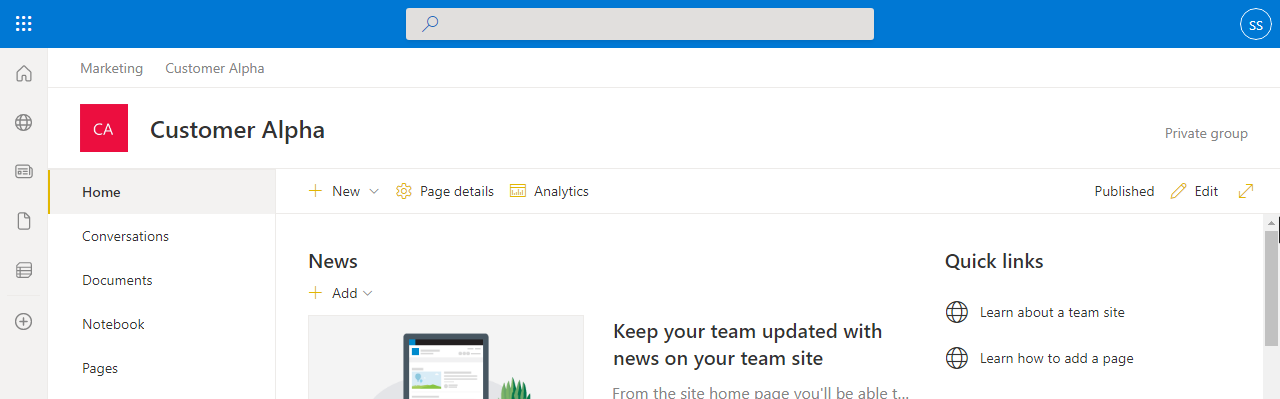 SS
Marketing Customer Alpha
CA
Customer Alpha
Private group
Home
Conversations
Documents
Notebook
Pages
New Page details Analytics
Published Edit
News
Add
Keep your team updated with
news on your team site
From the site home page you'll be able t...
Quick links
Learn about a team site
Learn how to add a page